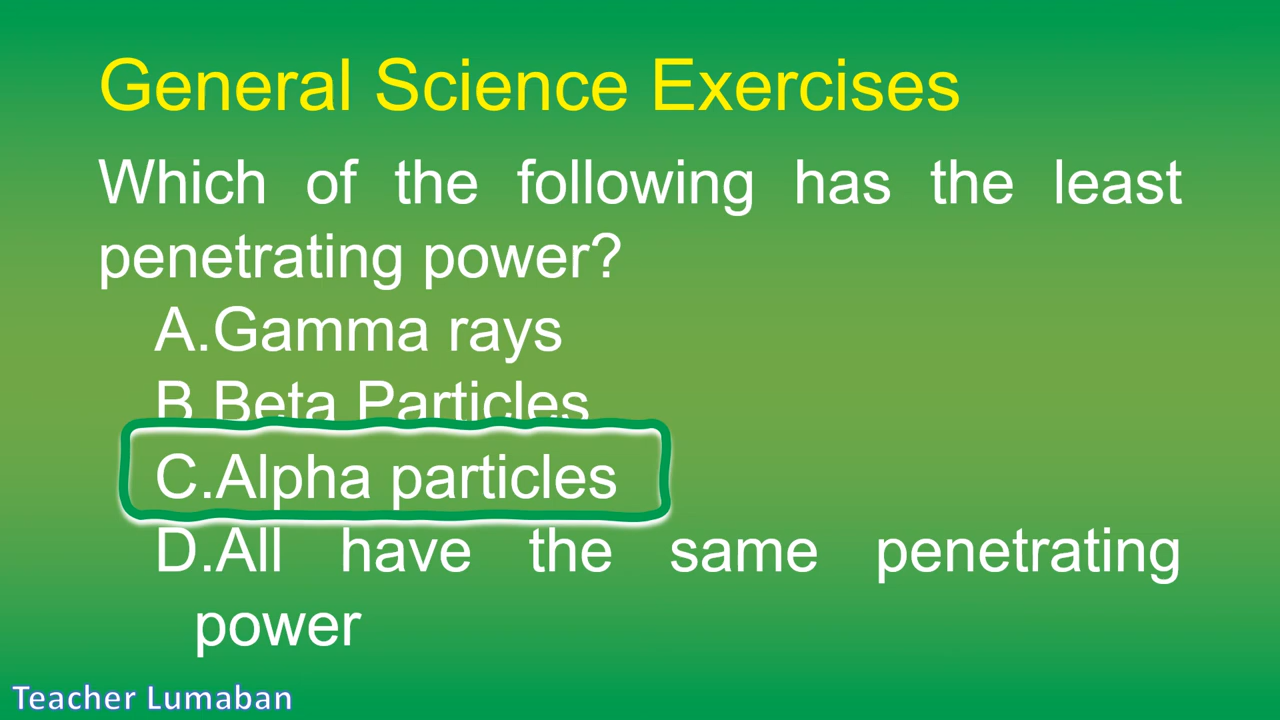 General Science Exercises
Which of the following has the least
penetrating power?
A.Gamma rays
B.Beta Particles
C.Alpha particles
D.All have the same penetrating
power
Teacher Lumaban